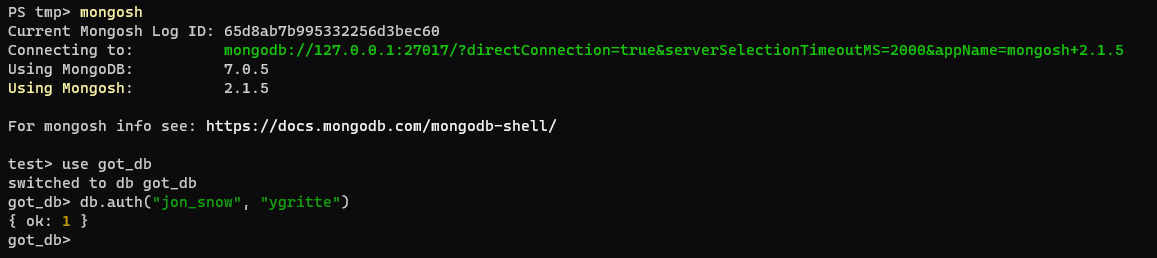 PS tmp> mongosh
Current Mongosh Log ID: 65d8ab7b995332256d3bec60
Connecting to:          mongodb://127.0.0.1:27017/?directConnection=true&serverSelectionTimeoutMS=2000&appName=mongosh+2.1.5
Using MongoDB:          7.0.5
Using Mongosh:          2.1.5
For mongosh info see: https://docs.mongodb.com/mongodb-shell/
test> use got_db
switched to db got_db
got_db> db.auth("jon_snow", "ygritte")
{ ok: 1 }
got_db>